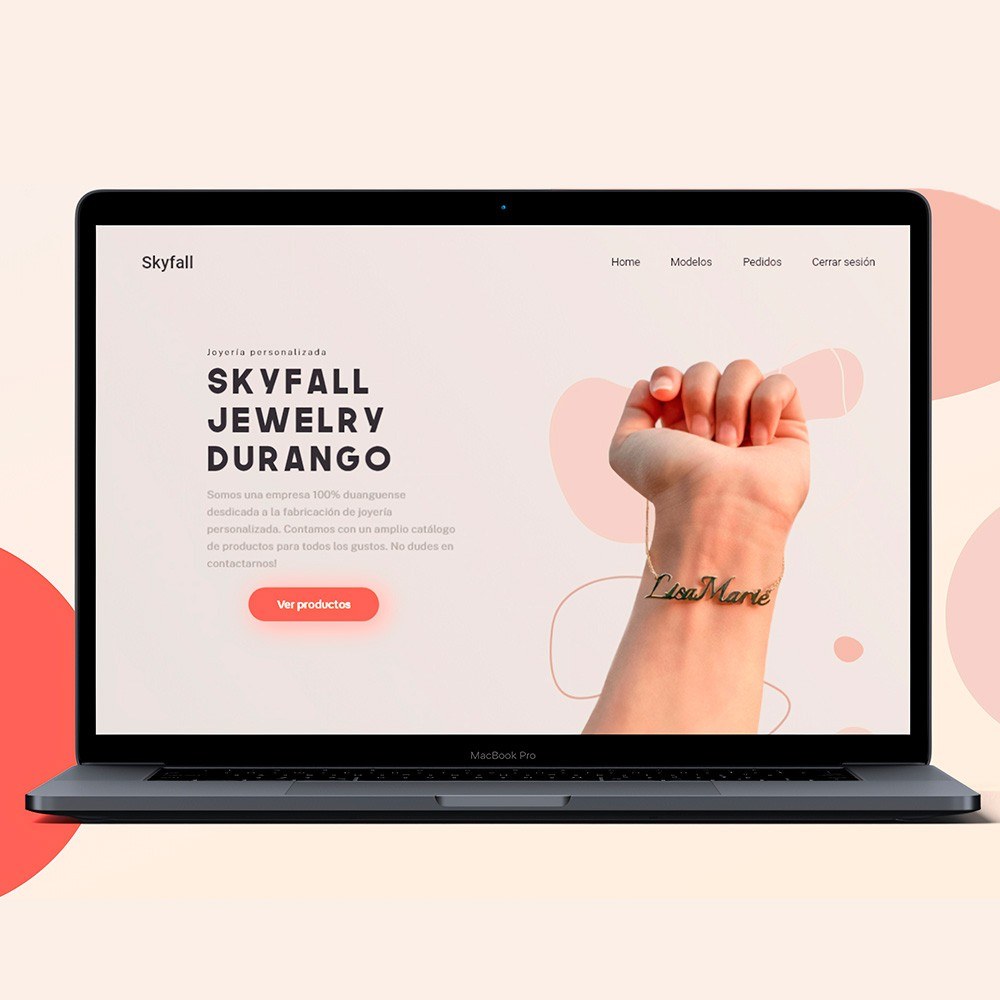 Skyfall
Home Modelos Pedidos Cerrar sesión
Joyería personalizada
SKYFALL
JEWELRY
DURANGO
Somos una empresa 100% duanguense
desdicada a la fabricación de joyería
personalizada. Contamos con un amplio catálogo
de productos para todos los gustos. No dudes en
contactarnos!
Ver productos
LisaMarie
MacBook Pro